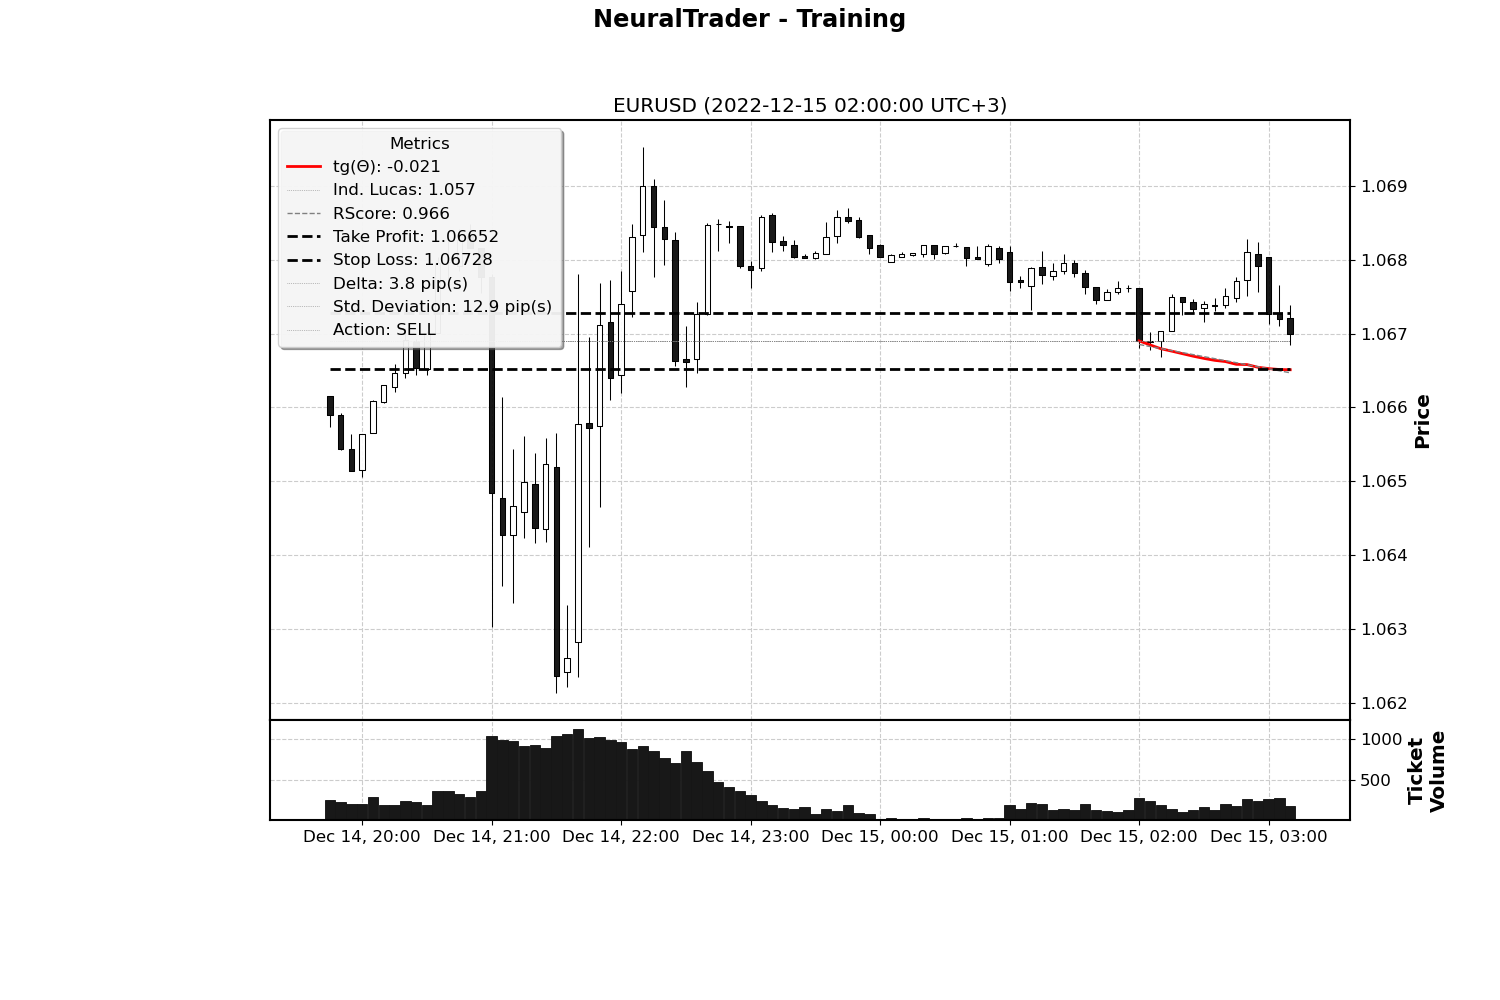 NeuralTrader - Training
EURUSD (2022-12-15 02:00:00 UTC+3)
Metrics
tg(Θ): -0.021
Ind. Lucas: 1.057
RScore: 0.966
Take Profit: 1.06652
Stop Loss: 1.06728
Delta: 3.8 pip(s)
Std. Deviation: 12.9 pip(s)
Action: SELL
1.069
1.068
1.067
1.066
1.065
1.064
1.063
1.062
Price
1000
500
Ticket
Volume
Dec 14, 20:00 Dec 14, 21:00 Dec 14, 22:00 Dec 14, 23:00 Dec 15, 00:00 Dec 15, 01:00 Dec 15, 02:00 Dec 15, 03:00